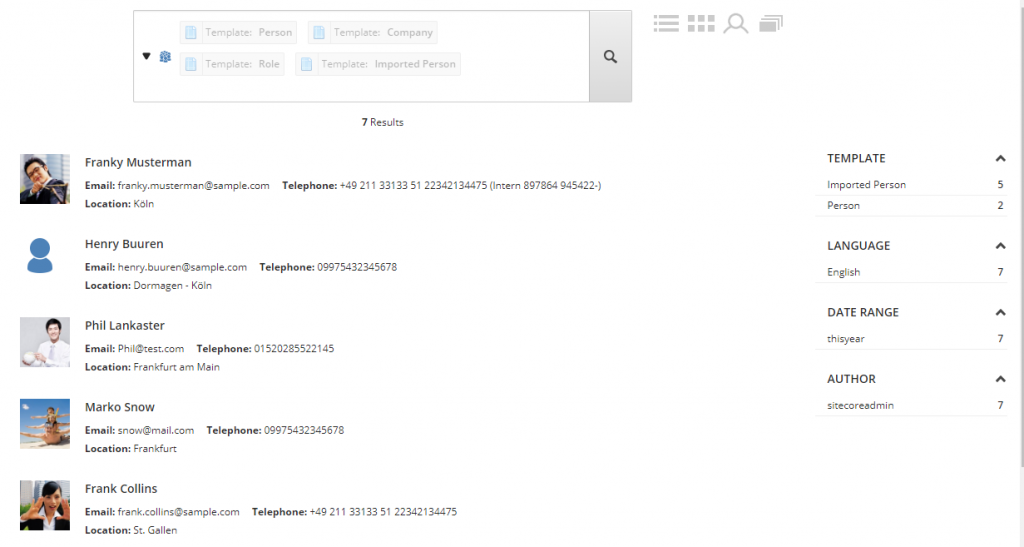 Template: Person Template: Company
Template: Role Template: Imported Person
7 Results
Franky Musterman
Email: franky.musterman@sample.com Telephone: +49 211 33133 51 22342134475 (Intern 897864 945422-)
Location: Köln
Henry Buuren
Email: henry.buuren@sample.com Telephone: 09975432345678
Location: Dormagen - Köln
Phil Lankaster
Email: Phil@test.com Telephone: 01520285522145
Location: Frankfurt am Main
Marko Snow
Email: snow@mail.com Telephone: 09975432345678
Location: Frankfurt
Frank Collins
Email: frank.collins@sample.com Telephone: +49 211 33133 51 22342134475
Location: St. Gallen
TEMPLATE
Imported Person 5
Person 2
LANGUAGE
English 7
DATE RANGE
thisyear 7
AUTHOR
sitecoreadmin 7